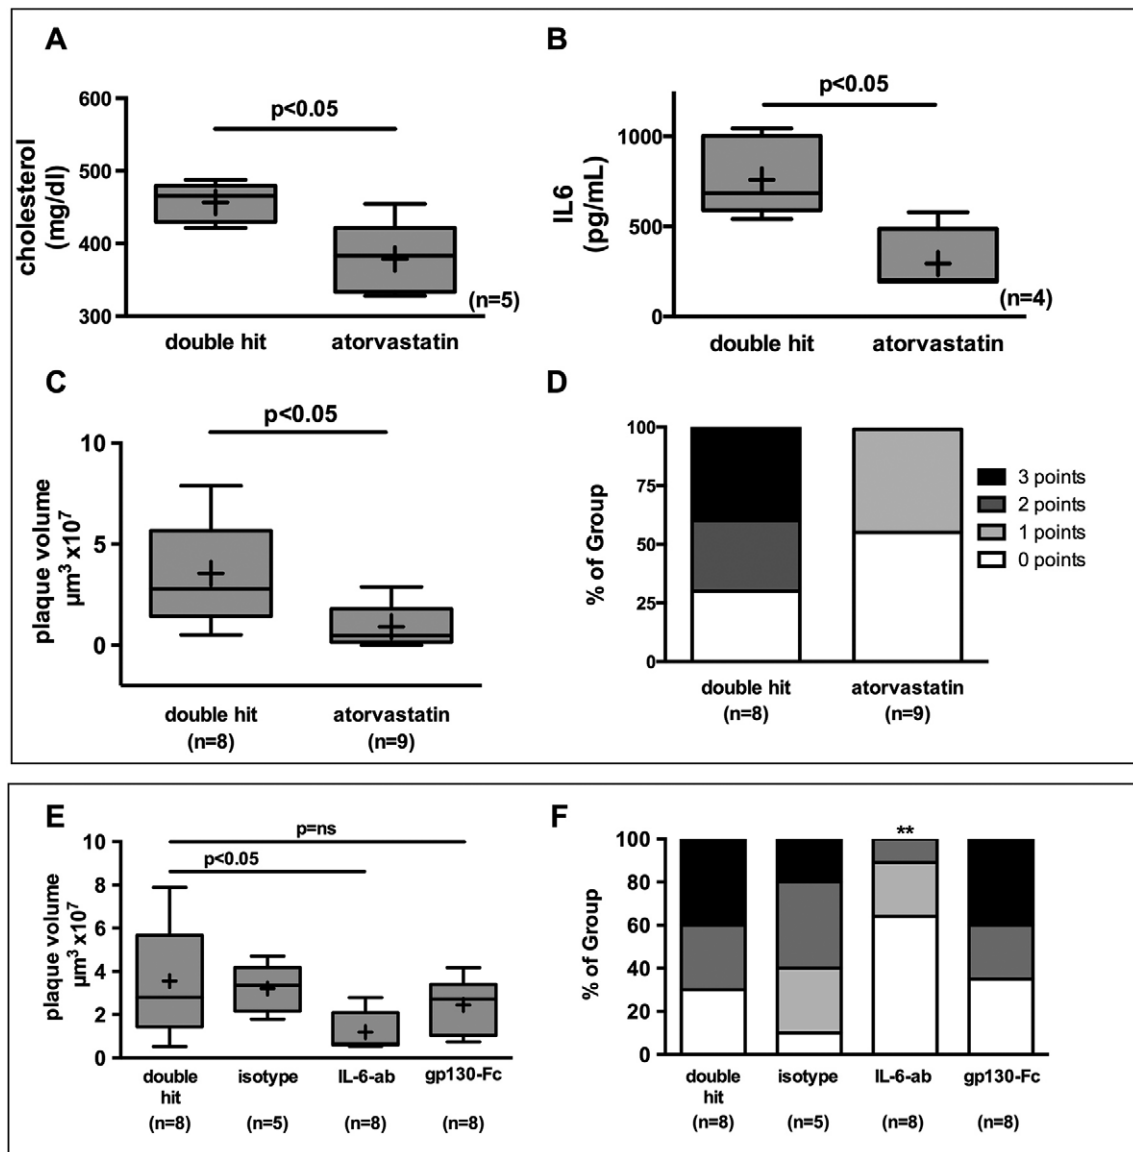 A
600
500
400
300
cholesterol
(mg/dl)
p<0.05
(n=5)
double hit
atorvastatin
B
1000
500
0
IL6
(pg/mL)
p<0.05
(n=4)
double hit
atorvastatin
C
10
5
0
plaque volume
µm³ x10⁷
p<0.05
double hit
(n=8)
atorvastatin
(n=9)
D
100
75
50
25
0
% of Group
3 points
2 points
1 points
0 points
double hit
(n=8)
atorvastatin
(n=9)
E
10
8
6
4
2
0
plaque volume
µm³ x10⁷
p=ns
p<0.05
double
hit
(n=8)
isotype
(n=5)
IL-6-ab
(n=8)
gp130-Fc
(n=8)
F
100
80
60
40
20
0
% of Group
**
double
hit
(n=8)
isotype
(n=5)
IL-6-ab
(n=8)
gp130-Fc
(n=8)